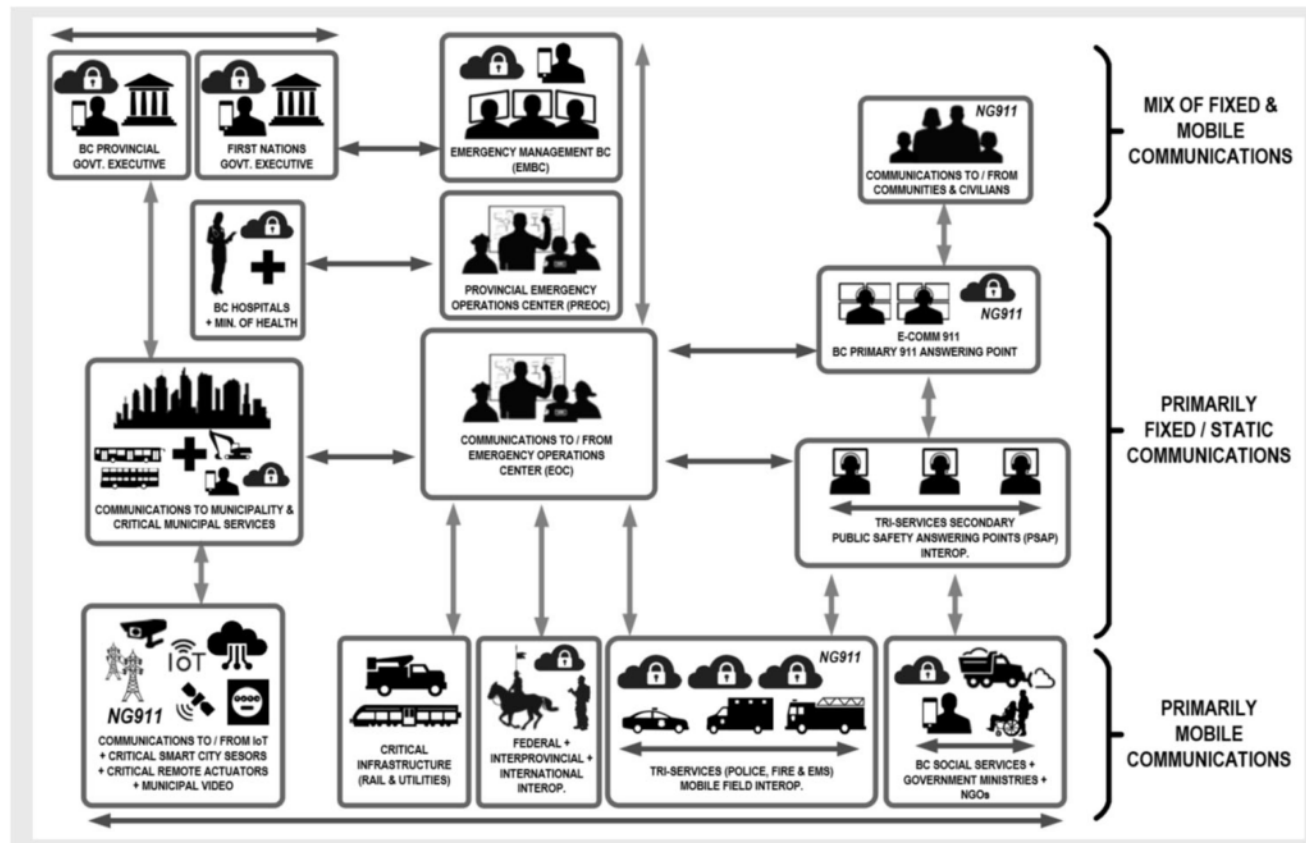 BC PROVINCIAL
GOVT. EXECUTIVE
FIRST NATIONS
GOVT. EXECUTIVE
EMERGENCY MANAGEMENT BC
(EMBC)
NG911
COMMUNICATIONS TO / FROM
COMMUNITIES & CIVILIANS
MIX OF FIXED &
MOBILE
COMMUNICATIONS
BC HOSPITALS
+ MIN. OF HEALTH
PROVINCIAL EMERGENCY
OPERATIONS CENTER (PREOC)
NG911
E-COMM 911
BC PRIMARY 911 ANSWERING POINT
COMMUNICATIONS TO MUNICIPALITY &
CRITICAL MUNICIPAL SERVICES
COMMUNICATIONS TO / FROM
EMERGENCY OPERATIONS
CENTER (EOC)
TRI-SERVICES SECONDARY
PUBLIC SAFETY ANSWERING POINTS (PSAP)
INTEROP.
PRIMARILY
FIXED / STATIC
COMMUNICATIONS
IoT
NG911
COMMUNICATIONS TO / FROM IoT
+ CRITICAL SMART CITY SESORS
+ CRITICAL REMOTE ACTUATORS
+ MUNICIPAL VIDEO
CRITICAL
INFRASTRUCTURE
(RAIL & UTILITIES)
FEDERAL +
INTERPROVINCIAL +
INTERNATIONAL
INTEROP.
NG911
TRI-SERVICES (POLICE, FIRE & EMS)
MOBILE FIELD INTEROP.
BC SOCIAL SERVICES +
GOVERNMENT MINISTRIES +
NGOs
PRIMARILY
MOBILE
COMMUNICATIONS